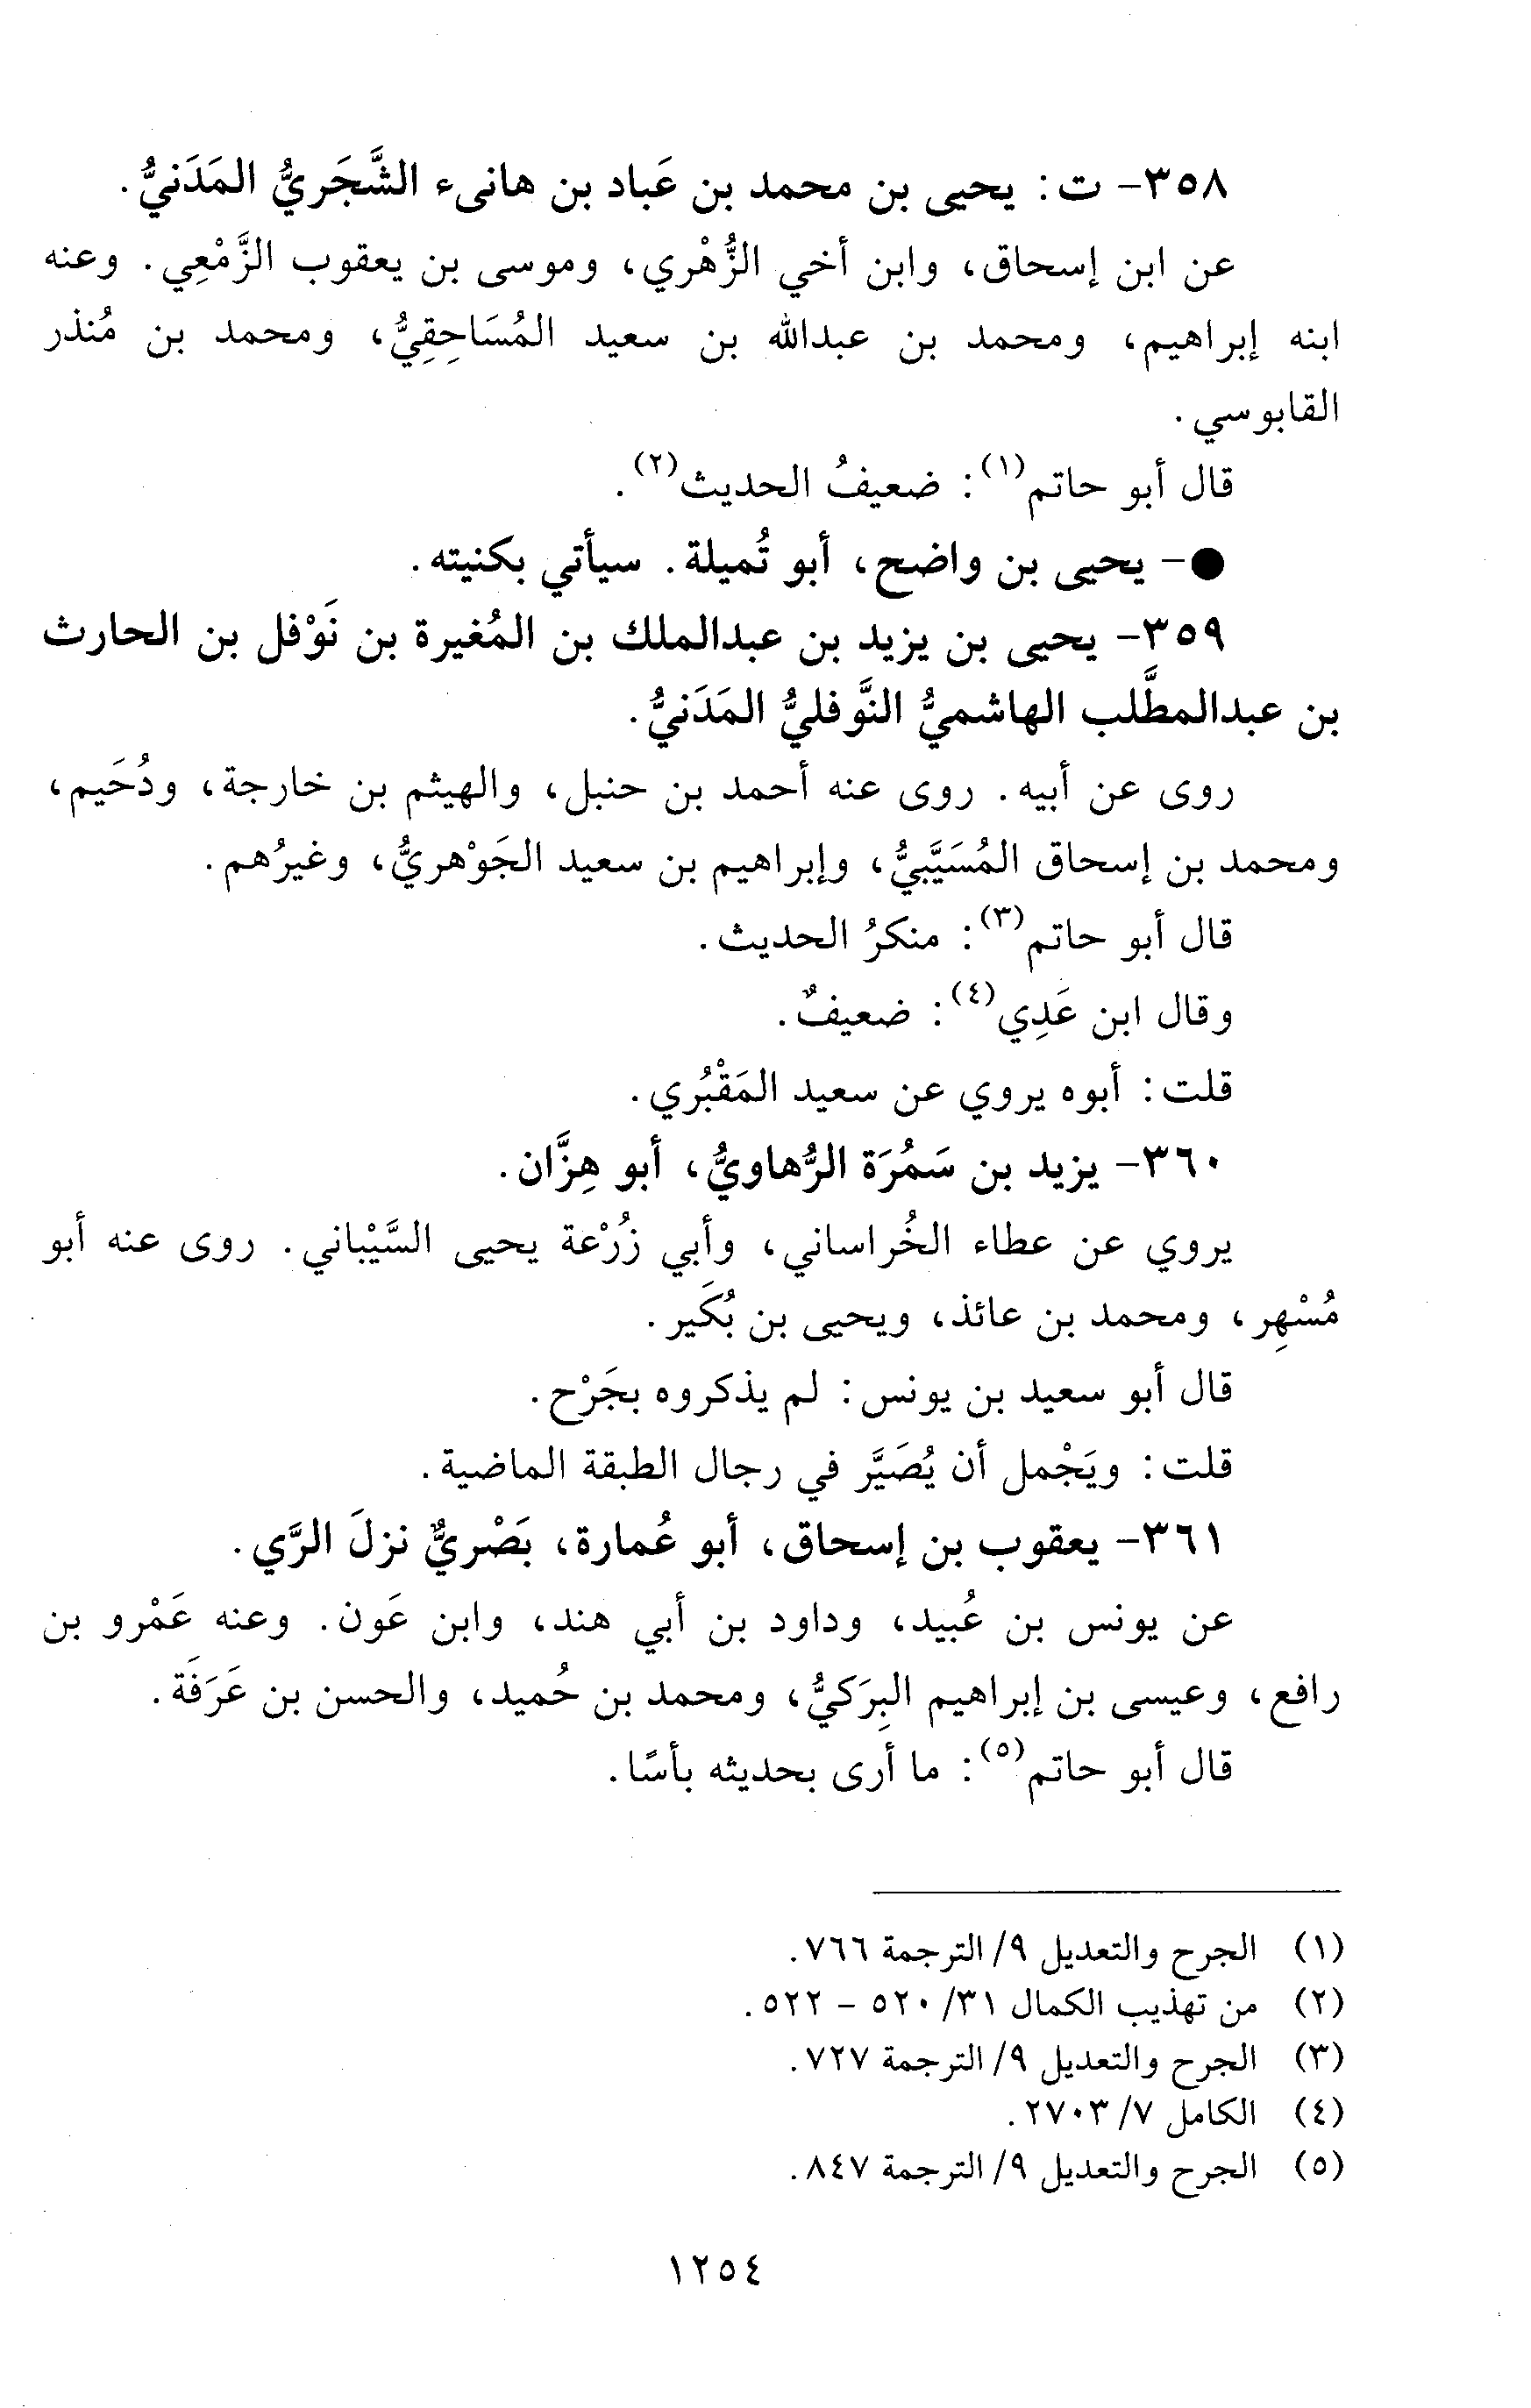 ٣٥٨- ت: يحيى بن محمد بن عَباد بن هانىء الشَّجَريُّ المَدَنيُّ.
عن ابن إسحاق، وابن أخي الزُّهْري، وموسى بن يعقوب الزَّمْعِي. وعنه
ابنه إبراهيم، ومحمد بن عبدالله بن سعيد المُسَاحِقِيُّ، ومحمد بن مُنذر
القابوسي.
قال أبو حاتم(١): ضعيفُ الحديث(٢).
●- يحيى بن واضح، أبو تُميلة. سيأتي بكنيته.
٣٥٩- يحيى بن يزيد بن عبدالملك بن المُغيرة بن نَوْفل بن الحارث
بن عبدالمطَّلب الهاشميُّ النَّوفليُّ المَدَنيُّ.
روى عن أبيه. روى عنه أحمد بن حنبل، والهيثم بن خارجة، ودُحَيم،
ومحمد بن إسحاق المُسَيَّبيُّ، وإبراهيم بن سعيد الجَوْهريُّ، وغيرُهم.
قال أبو حاتم(٣): منكرُ الحديث.
وقال ابن عَدِي(٤): ضعيفٌ.
قلت: أبوه يروي عن سعيد المَقْبُري.
٣٦٠- يزيد بن سَمُرَة الرُّهاويُّ، أبو هِزَّان.
يروي عن عطاء الخُراساني، وأبي زُرْعة يحيى السَّيْباني. روى عنه أبو
مُسْهِر، ومحمد بن عائذ، ويحيى بن بُكَير.
قال أبو سعيد بن يونس: لم يذكروه بجَرْح.
قلت: ويَجْمل أن يُصَيَّر في رجال الطبقة الماضية.
٣٦١- يعقوب بن إسحاق، أبو عُمارة، بَصْريٌّ نزلَ الرَّي.
عن يونس بن عُبيد، وداود بن أبي هند، وابن عَون. وعنه عَمْرو بن
رافع، وعيسى بن إبراهيم البِرَكيُّ، ومحمد بن حُميد، والحسن بن عَرَفَة.
قال أبو حاتم(٥): ما أرى بحديثه بأسًا.
(١) الجرح والتعديل ٩/ الترجمة ٧٦٦.
(٢) من تهذيب الكمال ٣١/ ٥٢٠ - ٥٢٢.
(٣) الجرح والتعديل ٩/ الترجمة ٧٢٧.
(٤) الكامل ٧/ ٢٧٠٣.
(٥) الجرح والتعديل ٩/ الترجمة ٨٤٧.
١٢٥٤